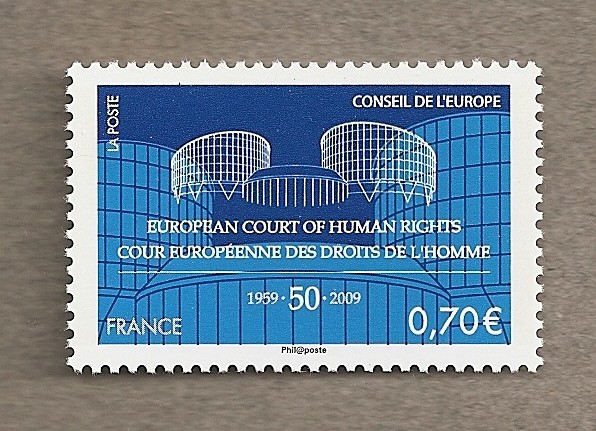 LA POSTE
CONSEIL DE L'EUROPE
EUROPEAN COURT OF HUMAN RIGHTS
COUR EUROPÉENNE DES DROITS DE L'HOMME
1959 · 50 · 2009
FRANCE
0,70€
Phil@poste